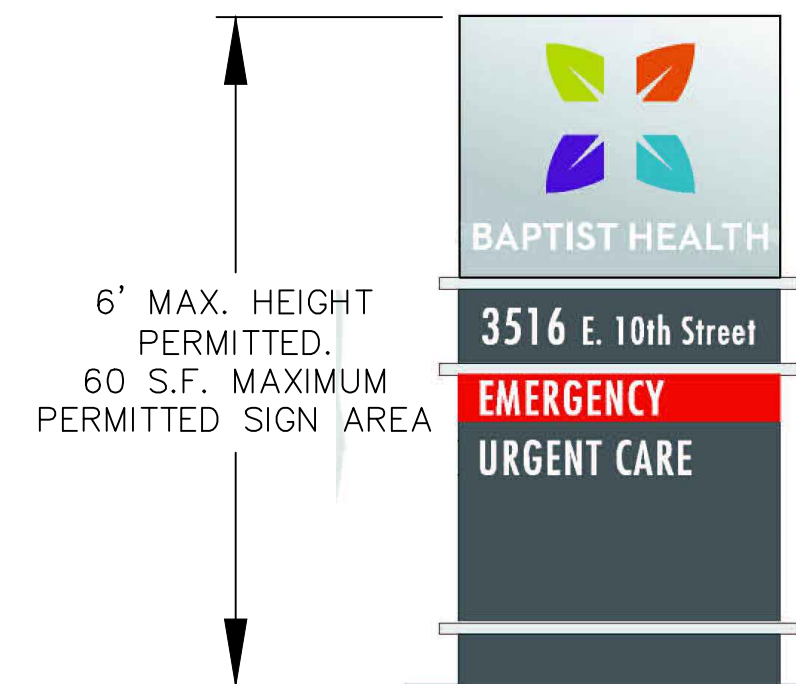 6' MAX. HEIGHT
PERMITTED.
60 S.F. MAXIMUM
PERMITTED SIGN AREA
BAPTIST HEALTH
3516 E. 10th Street
EMERGENCY
URGENT CARE